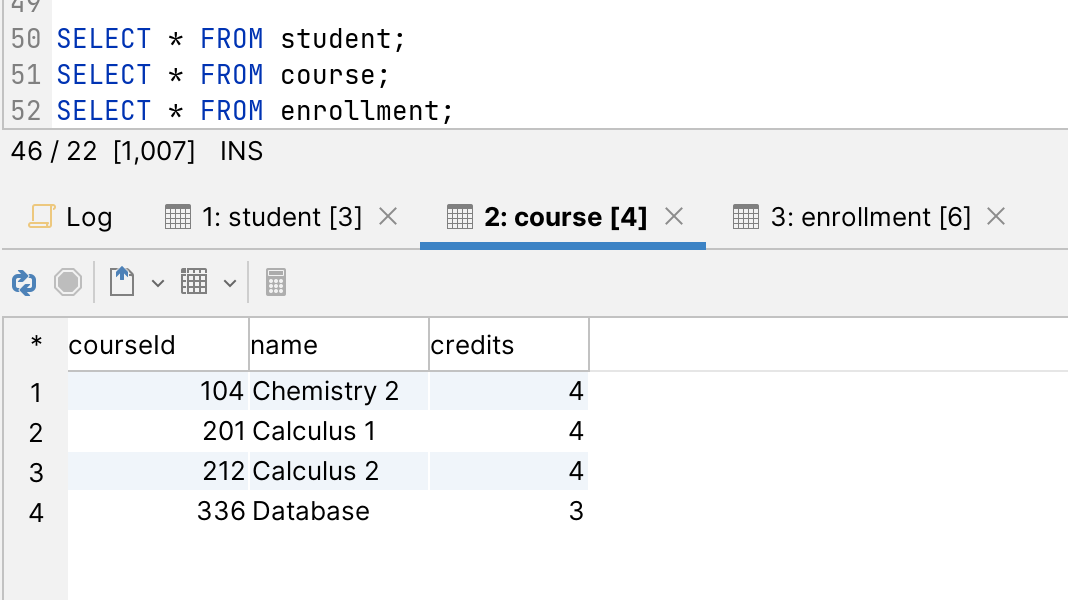 49
50 SELECT * FROM student;
51 SELECT * FROM course;
52 SELECT * FROM enrollment;
46 / 22 [1,007] INS
Log 1: student [3] 2: course [4] 3: enrollment [6]
* courseId name credits
1 104 Chemistry 2 4
2 201 Calculus 1 4
3 212 Calculus 2 4
4 336 Database 3